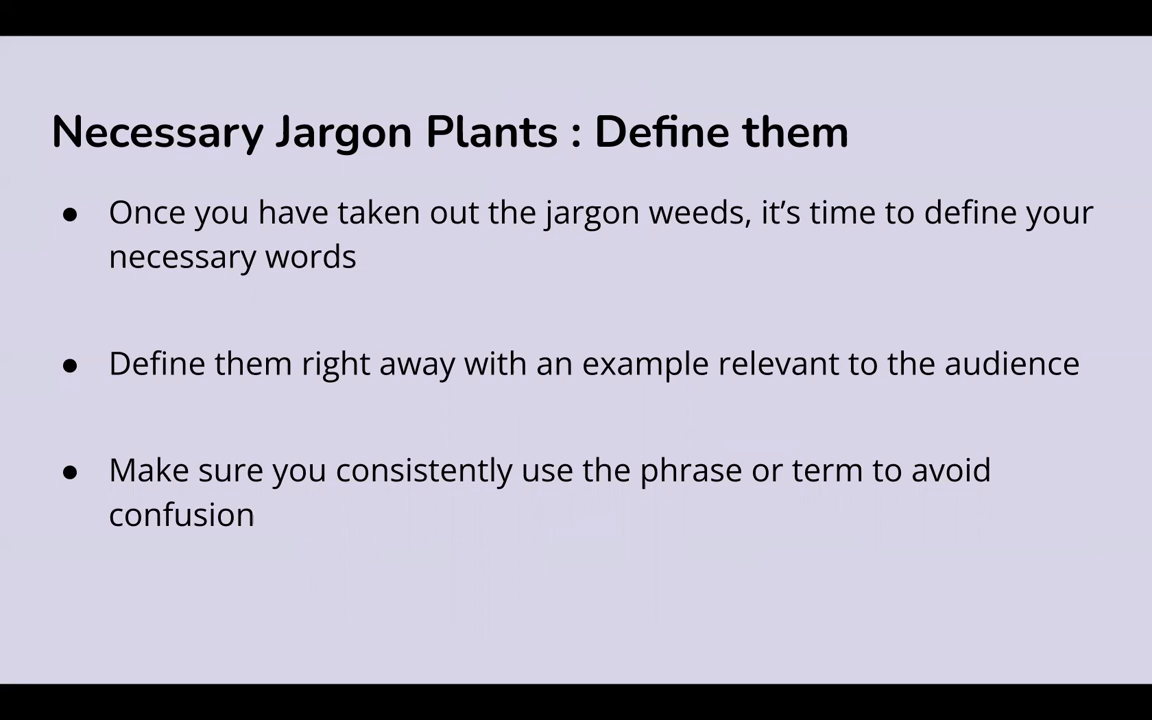 Necessary Jargon Plants : Define them
● Once you have taken out the jargon weeds, it’s time to define your
necessary words
● Define them right away with an example relevant to the audience
● Make sure you consistently use the phrase or term to avoid
confusion